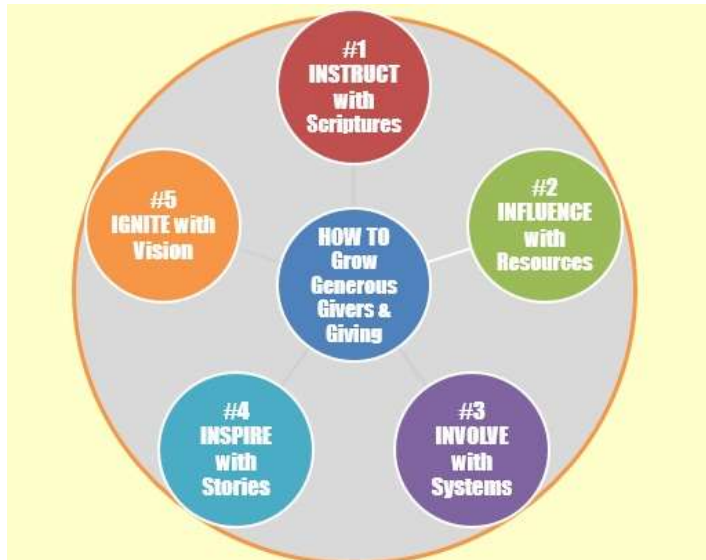 #1
INSTRUCT
with
Scriptures
#2
INFLUENCE
with
Resources
#3
INVOLVE
with
Systems
#4
INSPIRE
with
Stories
#5
IGNITE with
Vision
HOW TO
Grow
Generous
Givers &
Giving